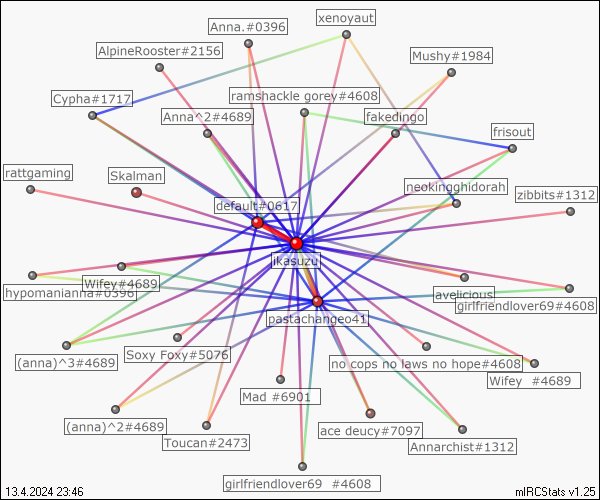 xenoyaut
Anna.#0396
AlpineRooster#2156
Mushy#1984
Cypha#1717
ramshackle gorey#4608
Anna^2#4689
fakedingo
frisout
rattgaming
Skalman
neokingghidorah
zibbits#1312
default#0617
ikasuzu
Wifey#4689
hypomanianna#0396
avelicious
girlfriendlover69#4608
pastachangeo41
(anna)^3#4689
Soxy Foxy#5076
no cops no laws no hope#4608
Wifey #4689
Mad #6901
(anna)^2#4689
ace deucy#7097
Toucan#2473
Annarchist#1312
girlfriendlover69 #4608
13.4.2024 23:46
mIRCStats v1.25